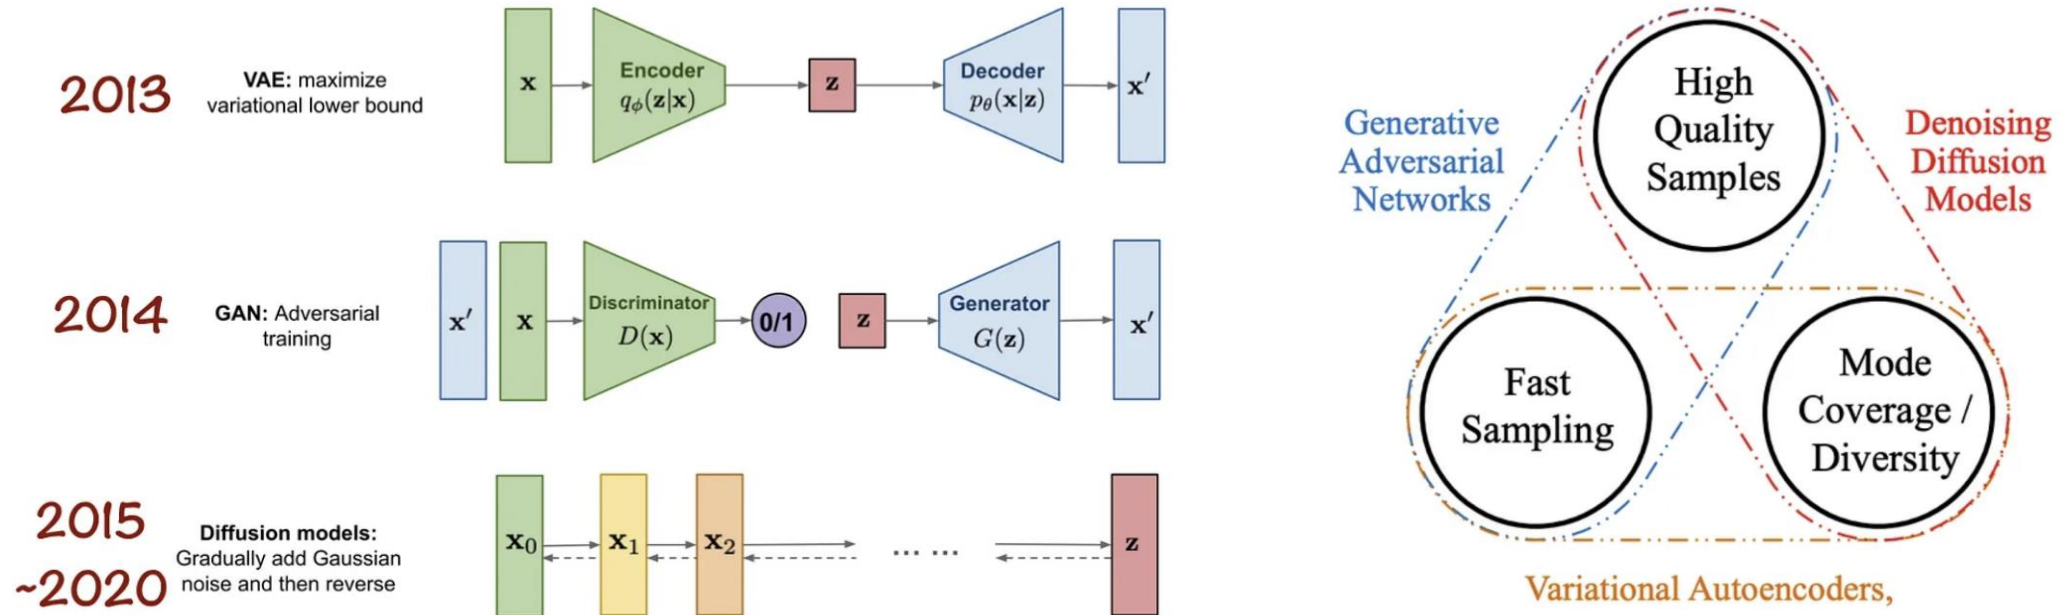 2013
VAE: maximize
variational lower bound
x
Encoder
qϕ(z|x)
z
Decoder
pθ(x|z)
x′
2014
GAN: Adversarial
training
x′
x
Discriminator
D(x)
0/1
z
Generator
G(z)
x′
2015
~2020
Diffusion models:
Gradually add Gaussian
noise and then reverse
x0
x1
x2
... ...
z
Generative
Adversarial
Networks
High
Quality
Samples
Denoising
Diffusion
Models
Fast
Sampling
Mode
Coverage /
Diversity
Variational Autoencoders,